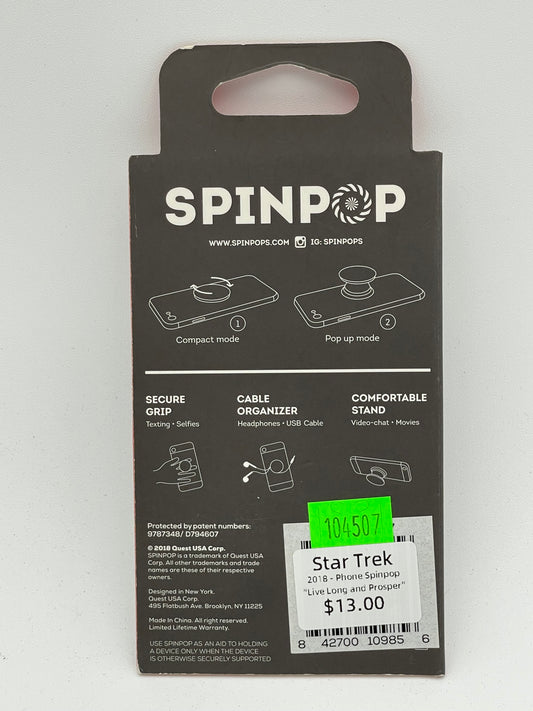 SPINPOP
WWW.SPINPOPS.COM IG: SPINPOPS
1
Compact mode
2
Pop up mode
SECURE
GRIP
Texting • Selfies
CABLE
ORGANIZER
Headphones • USB Cable
COMFORTABLE
STAND
Video-chat • Movies
Protected by patent numbers:
9787348/ D794607
© 2018 Quest USA Corp.
SPINPOP is a trademark of Quest USA
Corp. All other trademarks and trade
names are these of their respective
owners.
Designed in New York.
Quest USA Corp.
495 Flatbush Ave. Brooklyn, NY 11225
Made In China. All right reserved.
Limited Lifetime Warranty.
USE SPINPOP AS AN AID TO HOLDING
A DEVICE ONLY WHEN THE DEVICE
IS OTHERWISE SECURELY SUPPORTED
104507
Star Trek
2018 - Phone Spinpop
"Live Long and Prosper"
$13.00
8 42700 10985 6